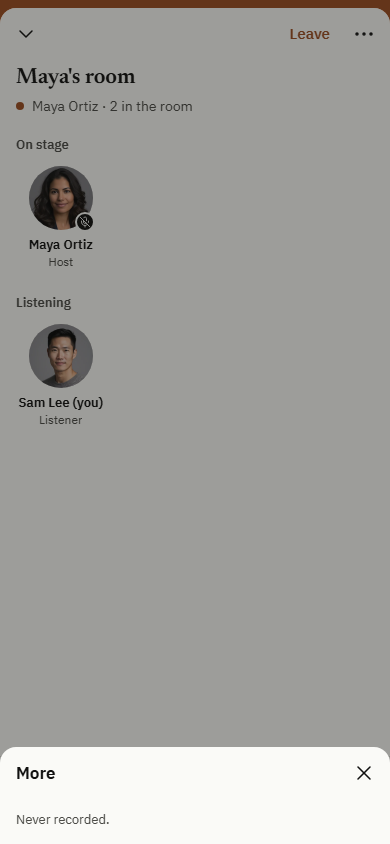 Leave
Maya's room
Maya Ortiz · 2 in the room
On stage
Maya Ortiz
Host
Listening
Sam Lee (you)
Listener
More
Never recorded.